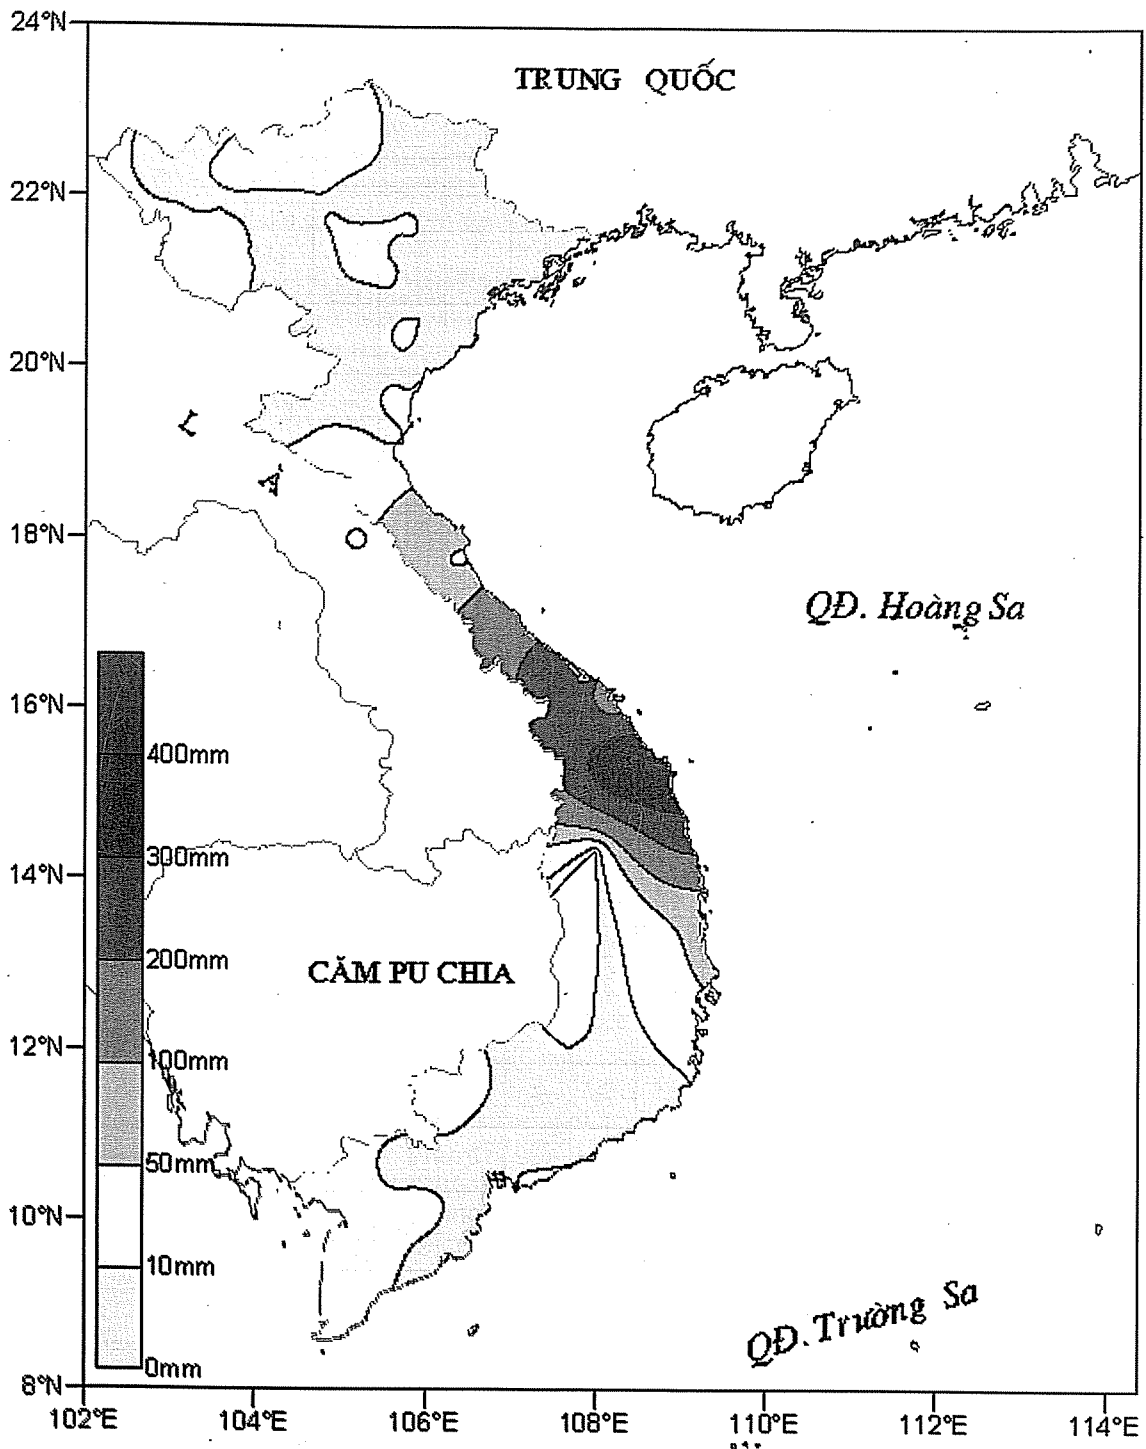 24°N
TRUNG QUỐC
22°N
20°N
L
À
18°N
QĐ. Hoàng Sa
16°N
400mm
300mm
14°N
200mm
CĂM PU CHIA
12°N
100mm
50mm
10°N
10mm
QĐ. Trường Sa
0mm
8°N
102°E 104°E 106°E 108°E 110°E 112°E 114°E